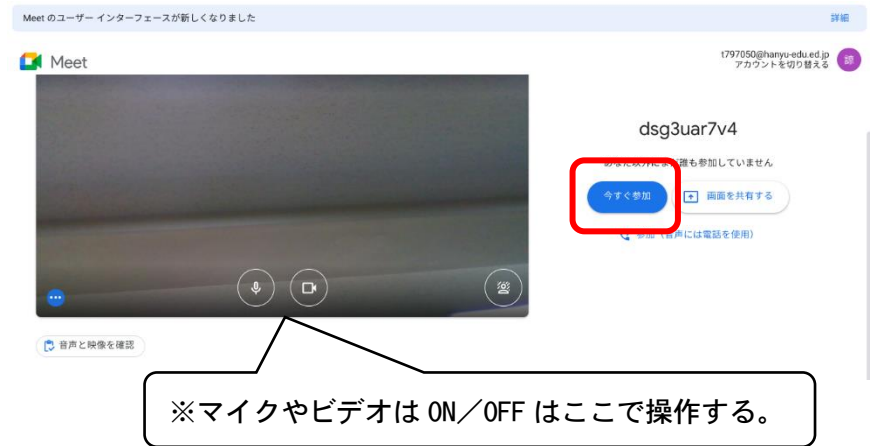 Meet のユーザー インターフェースが新しくなりました
詳細
Meet
t797050@hanyu-edu.ed.jp
アカウントを切り替える
dsg3uar7v4
誰も参加していません
今すぐ参加
画面を共有する
参加（音声には電話を使用）
音声と映像を確認
※マイクやビデオは ON／OFF はここで操作する。